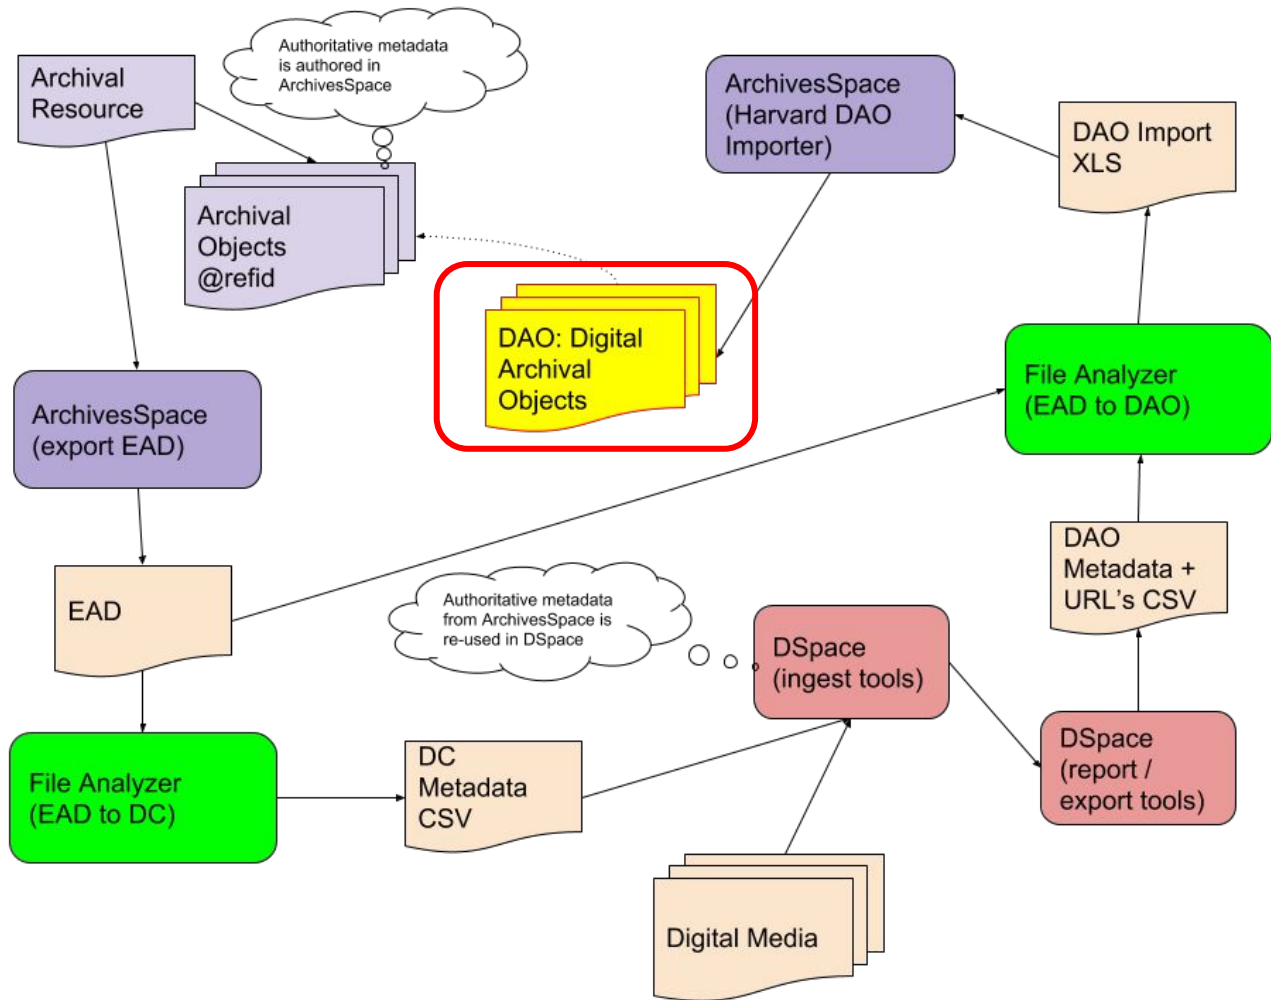 Authoritative metadata
is authored in
ArchivesSpace
Archival
Resource
ArchivesSpace
(Harvard DAO
Importer)
DAO Import
XLS
Archival
Objects
@refid
DAO: Digital
Archival
Objects
File Analyzer
(EAD to DAO)
ArchivesSpace
(export EAD)
DAO
Metadata +
URL's CSV
EAD
Authoritative metadata
from ArchivesSpace is
re-used in DSpace
DSpace
(ingest tools)
DSpace
(report /
export tools)
File Analyzer
(EAD to DC)
DC
Metadata
CSV
Digital Media